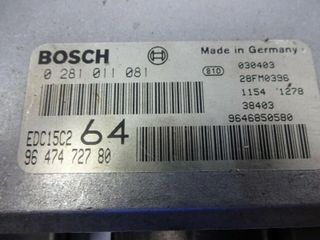 BOSCH
Made in Germany
0 281 011 081
810
030403
28FM0396
1154 1278
38403
9646850580
EDC15C2 64
96 474 727 80